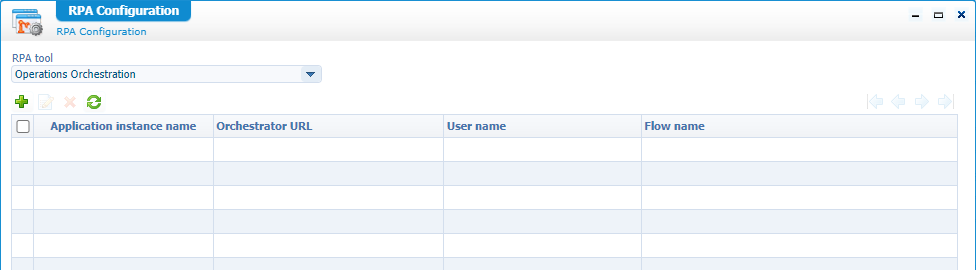 RPA Configuration
RPA Configuration
RPA tool
Operations Orchestration
Application instance name Orchestrator URL User name Flow name